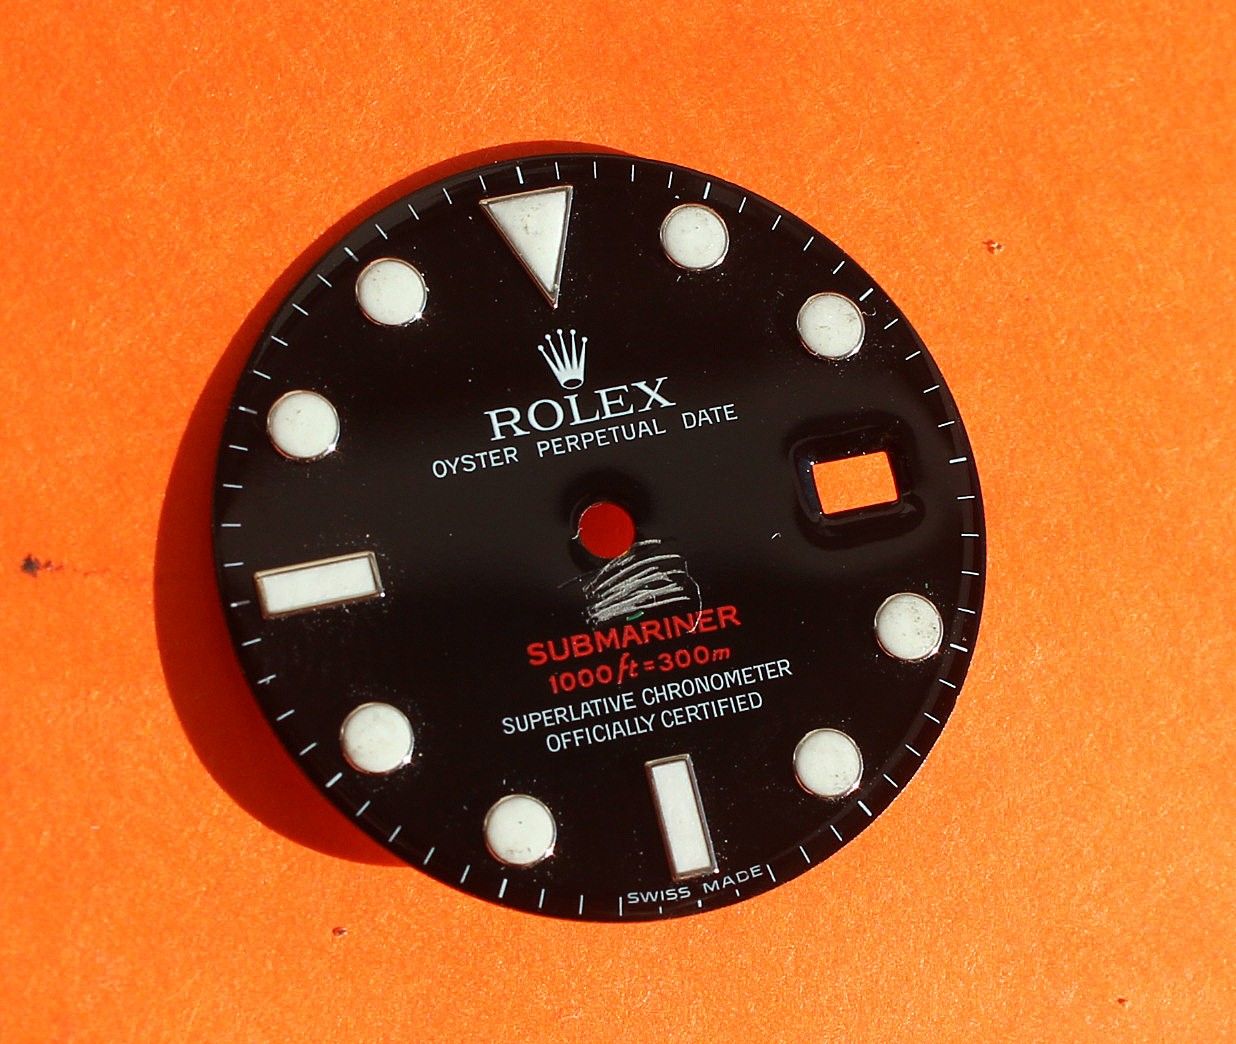 ROLEX
OYSTER PERPETUAL DATE
SUBMARINER
1000ft=300m
SUPERLATIVE CHRONOMETER
OFFICIALLY CERTIFIED
SWISS MADE